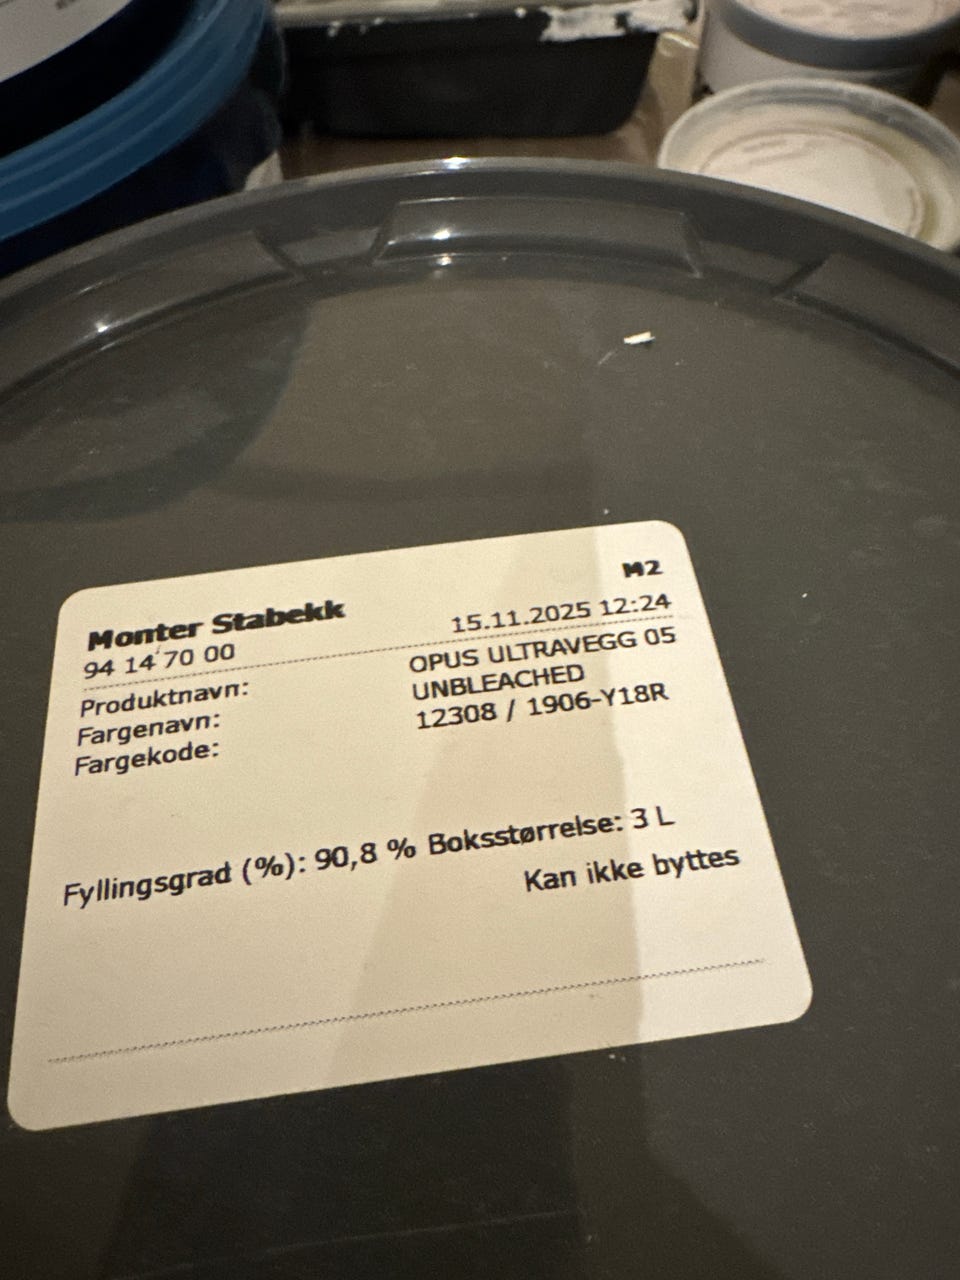 M2
Monter Stabekk
94 14 70 00 15.11.2025 12:24
Produktnavn: OPUS ULTRAVEGG 05
Fargenavn: UNBLEACHED
Fargekode: 12308 / 1906-Y18R
Fyllingsgrad (%): 90,8 % Boksstørrelse: 3 L
Kan ikke byttes